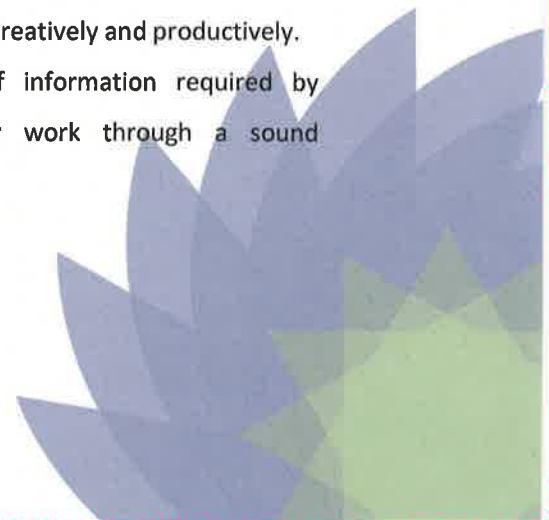 reatively and productively.
f information required by
work through a sound